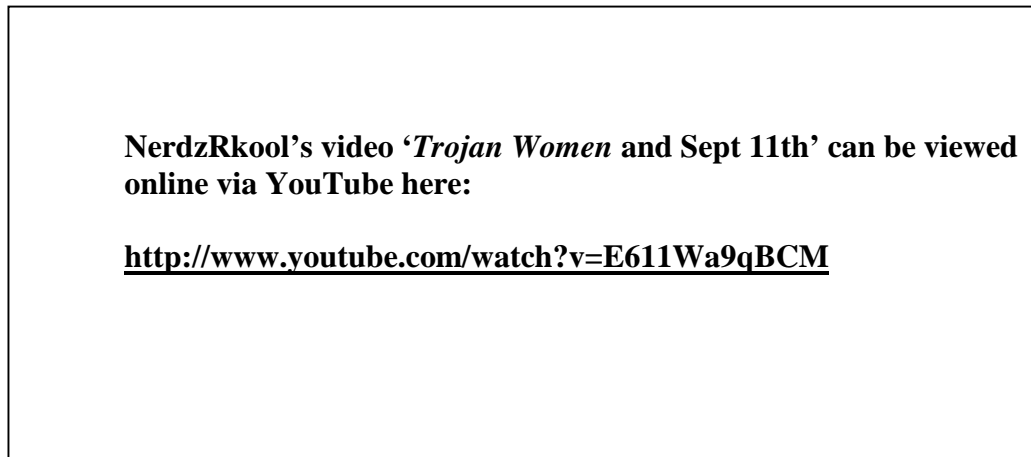 NerdzRkool’s video ‘Trojan Women and Sept 11th’ can be viewed
online via YouTube here:
http://www.youtube.com/watch?v=E611Wa9qBCM